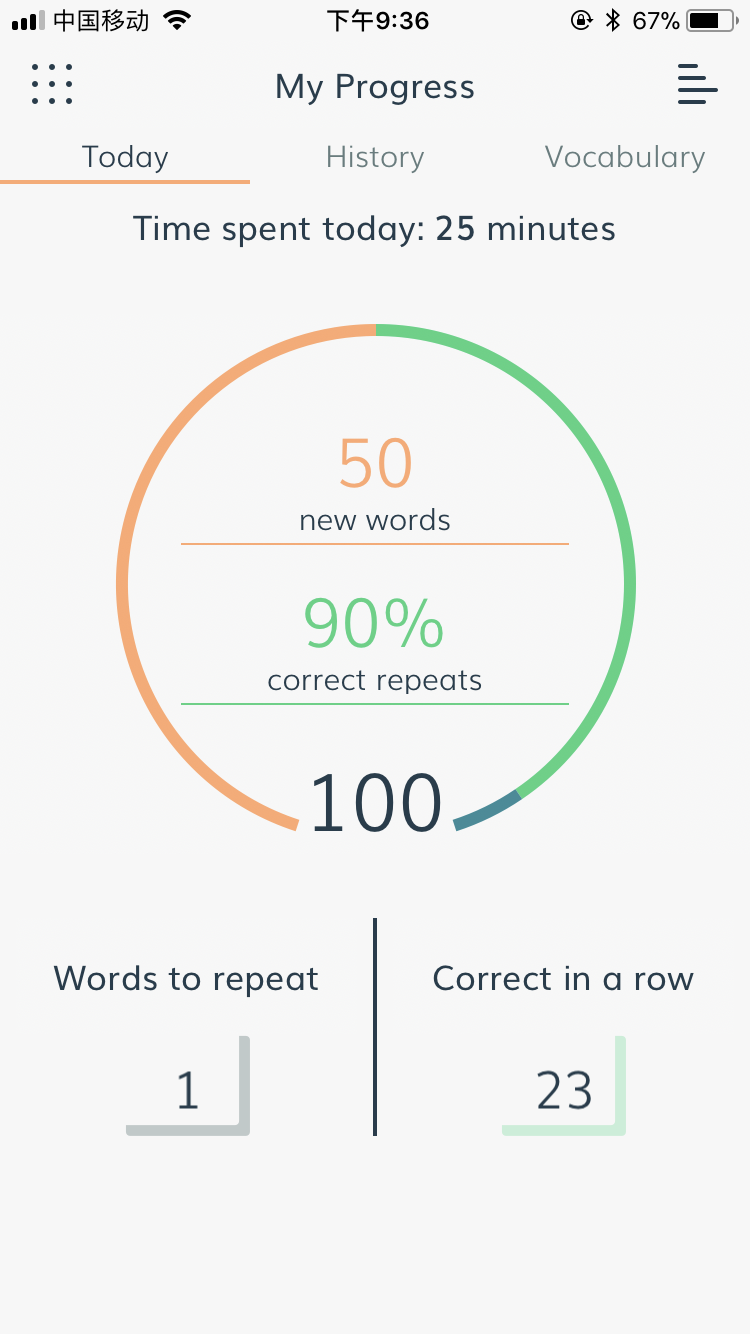 中国移动 下午9:36 67%
My Progress
Today History Vocabulary
Time spent today: 25 minutes
50
new words
90%
correct repeats
100
Words to repeat Correct in a row
1 23